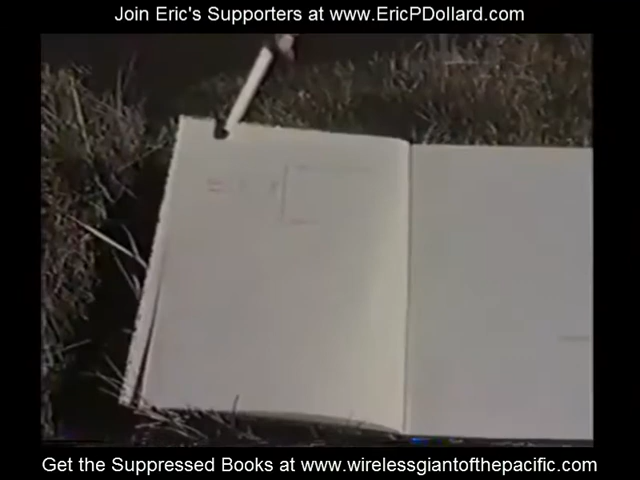 Join Eric's Supporters at www.EricPDollard.com
Get the Suppressed Books at www.wirelessgiantofthepacific.com